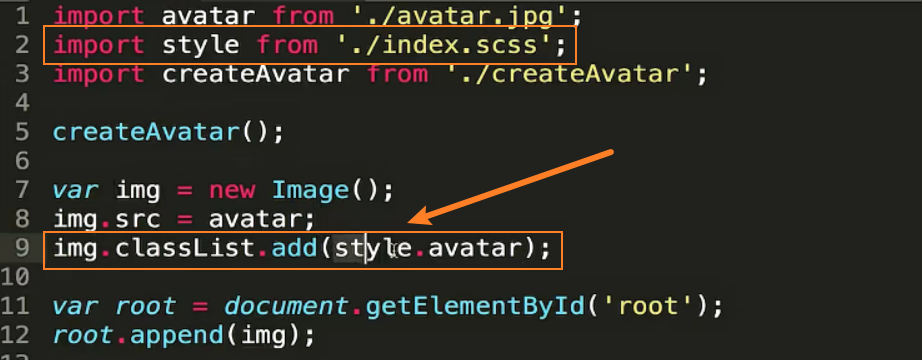 1 import avatar from './avatar.jpg';
2 import style from './index.scss';
3 import createAvatar from './createAvatar';
4
5 createAvatar();
6
7 var img = new Image();
8 img.src = avatar;
9 img.classList.add(style.avatar);
10
11 var root = document.getElementById('root');
12 root.append(img);